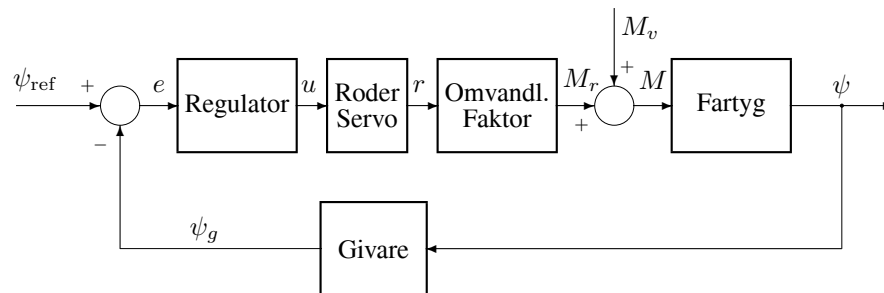 M_v
ψ_ref + e Regulator u Roder Servo r Omvandl. Faktor M_r + + M Fartyg ψ
−
ψ_g Givare